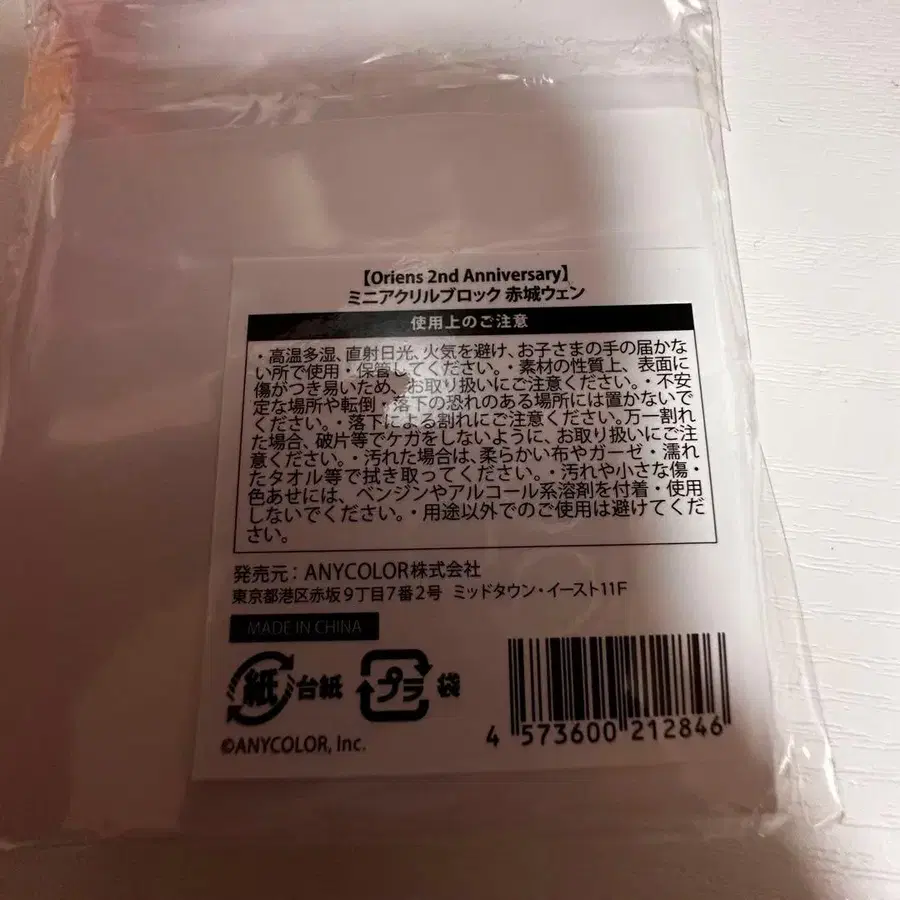 【Oriens 2nd Anniversary】
ミニアクリルブロック 赤城ウェン
使用上のご注意
・高温多湿、直射日光、火気を避け、お子さまの手の届かな
い所で使用・保管してください。・素材の性質上、表面に
傷がつき易いため、お取り扱いにご注意ください。・不安
定な場所や転倒・落下の恐れのある場所には置かないで
ください。・落下による割れにご注意ください。万一割れ
た場合、破片等でケガをしないように、お取り扱いにご注
意ください。・汚れた場合は、柔らかい布やガーゼ・濡れ
たタオル等で拭き取ってください。・汚れや小さな傷・
色あせには、ベンジンやアルコール系溶剤を付着・使用
しないでください。・用途以外でのご使用は避けてくだ
さい。
発売元：ANYCOLOR株式会社
東京都港区赤坂9丁目7番2号 ミッドタウン・イースト11F
MADE IN CHINA
紙 台紙 プラ 袋
©ANYCOLOR, Inc.
4 573600 212846